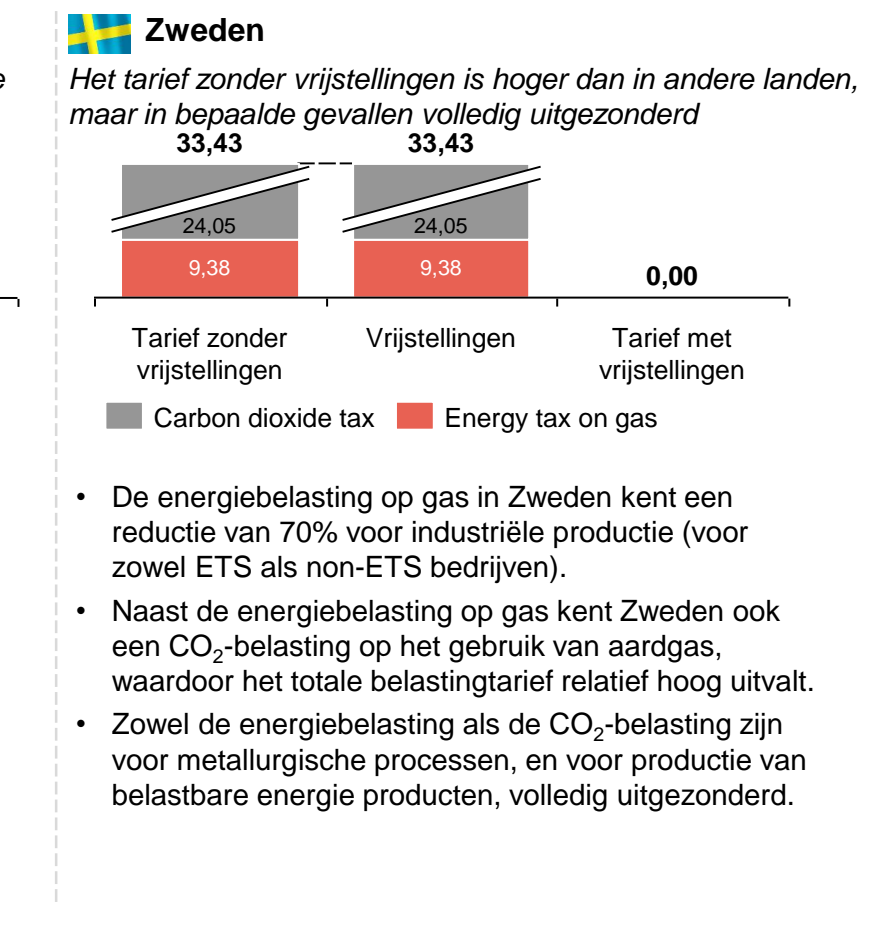 Zweden
e
Het tarief zonder vrijstellingen is hoger dan in andere landen,
maar in bepaalde gevallen volledig uitgezonderd
33,43
33,43
24,05
24,05
9,38
9,38
0,00
Tarief zonder
vrijstellingen
Vrijstellingen
Tarief met
vrijstellingen
Carbon dioxide tax
Energy tax on gas
• De energiebelasting op gas in Zweden kent een
reductie van 70% voor industriële productie (voor
zowel ETS als non-ETS bedrijven).
• Naast de energiebelasting op gas kent Zweden ook
een CO₂-belasting op het gebruik van aardgas,
waardoor het totale belastingtarief relatief hoog uitvalt.
• Zowel de energiebelasting als de CO₂-belasting zijn
voor metallurgische processen, en voor productie van
belastbare energie producten, volledig uitgezonderd.